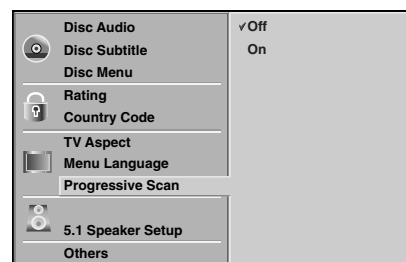 Disc Audio
Disc Subtitle
Disc Menu
Rating
Country Code
TV Aspect
Menu Language
Progressive Scan
5.1 Speaker Setup
Others
✓Off
On